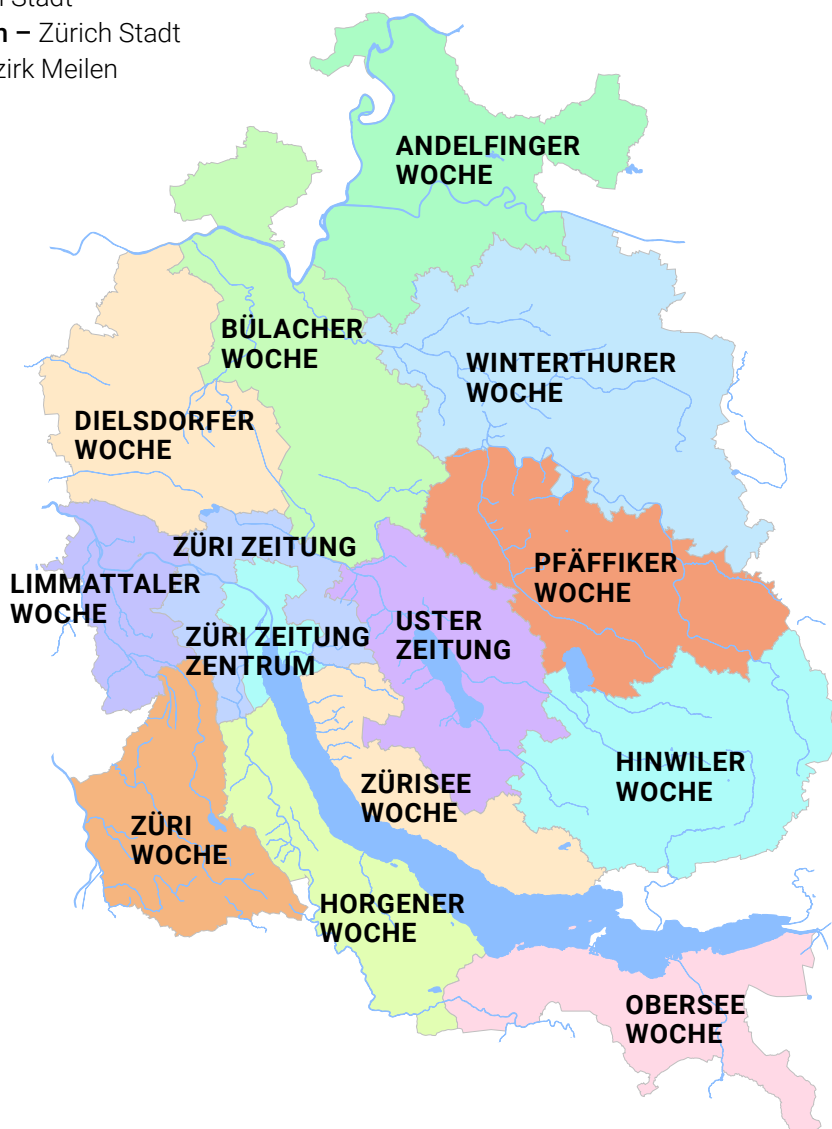 Stadt
– Zürich Stadt
Meilen
ANDELFINGER
WOCHE
BÜLACHER
WOCHE
WINTERTHURER
WOCHE
DIELSDORFER
WOCHE
ZÜRI ZEITUNG
PFÄFFIKER
WOCHE
LIMMATTALER
WOCHE
USTER
ZEITUNG
ZÜRI ZEITUNG
ZENTRUM
HINWILER
WOCHE
ZÜRISEE
WOCHE
ZÜRI
WOCHE
HORGENER
WOCHE
OBERSEE
WOCHE